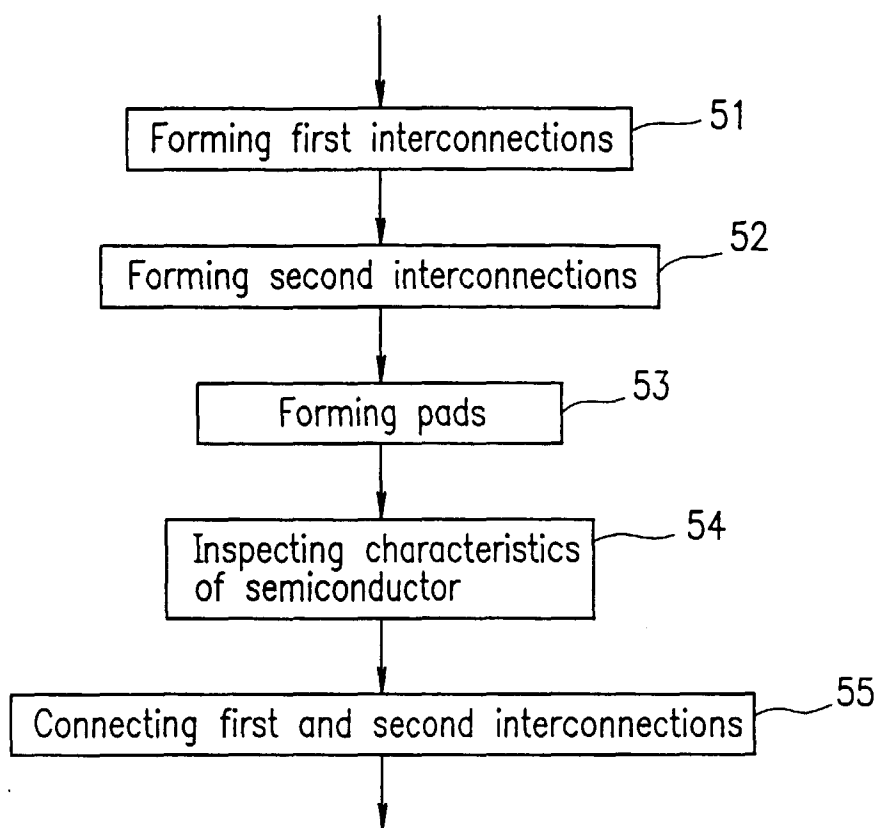 Forming first interconnections
51
Forming second interconnections
52
Forming pads
53
Inspecting characteristics
of semiconductor
54
Connecting first and second interconnections
55